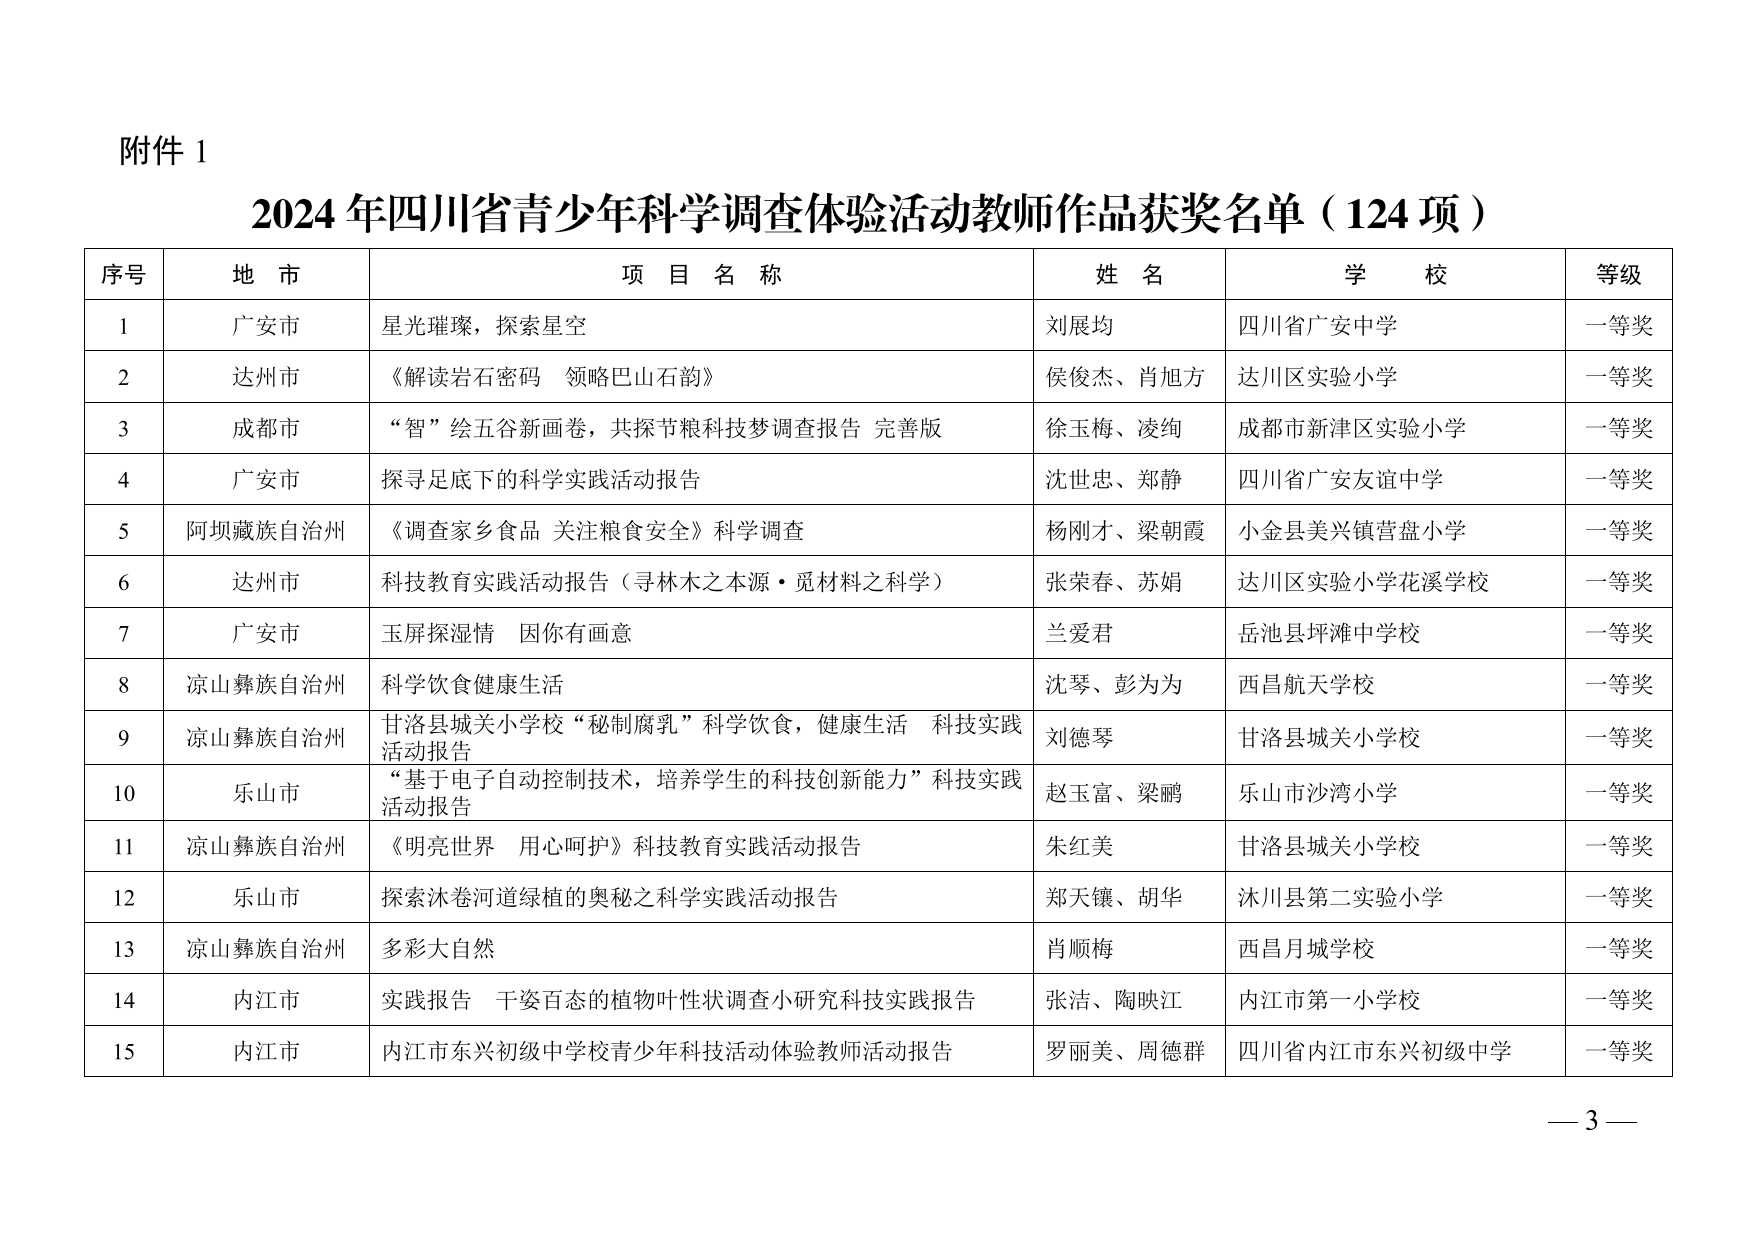 附件 1
2024 年四川省青少年科学调查体验活动教师作品获奖名单（124 项）
序号 地 市 项 目 名 称 姓 名 学 校 等级
1 广安市 星光璀璨，探索星空 刘展均 四川省广安中学 一等奖
2 达州市 《解读岩石密码　领略巴山石韵》 侯俊杰、肖旭方 达川区实验小学 一等奖
3 成都市 “智”绘五谷新画卷，共探节粮科技梦调查报告 完善版 徐玉梅、凌绚 成都市新津区实验小学 一等奖
4 广安市 探寻足底下的科学实践活动报告 沈世忠、郑静 四川省广安友谊中学 一等奖
5 阿坝藏族自治州 《调查家乡食品 关注粮食安全》科学调查 杨刚才、梁朝霞 小金县美兴镇营盘小学 一等奖
6 达州市 科技教育实践活动报告（寻林木之本源•觅材料之科学） 张荣春、苏娟 达川区实验小学花溪学校 一等奖
7 广安市 玉屏探湿情　因你有画意 兰爱君 岳池县坪滩中学校 一等奖
8 凉山彝族自治州 科学饮食健康生活 沈琴、彭为为 西昌航天学校 一等奖
9 凉山彝族自治州 甘洛县城关小学校“秘制腐乳”科学饮食，健康生活　科技实践 刘德琴 甘洛县城关小学校 一等奖
活动报告
10 乐山市 “基于电子自动控制技术，培养学生的科技创新能力”科技实践 赵玉富、梁鹂 乐山市沙湾小学 一等奖
活动报告
11 凉山彝族自治州 《明亮世界　用心呵护》科技教育实践活动报告 朱红美 甘洛县城关小学校 一等奖
12 乐山市 探索沐卷河道绿植的奥秘之科学实践活动报告 郑天镶、胡华 沐川县第二实验小学 一等奖
13 凉山彝族自治州 多彩大自然 肖顺梅 西昌月城学校 一等奖
14 内江市 实践报告　干姿百态的植物叶性状调查小研究科技实践报告 张洁、陶映江 内江市第一小学校 一等奖
15 内江市 内江市东兴初级中学校青少年科技活动体验教师活动报告 罗丽美、周德群 四川省内江市东兴初级中学 一等奖
— 3 —